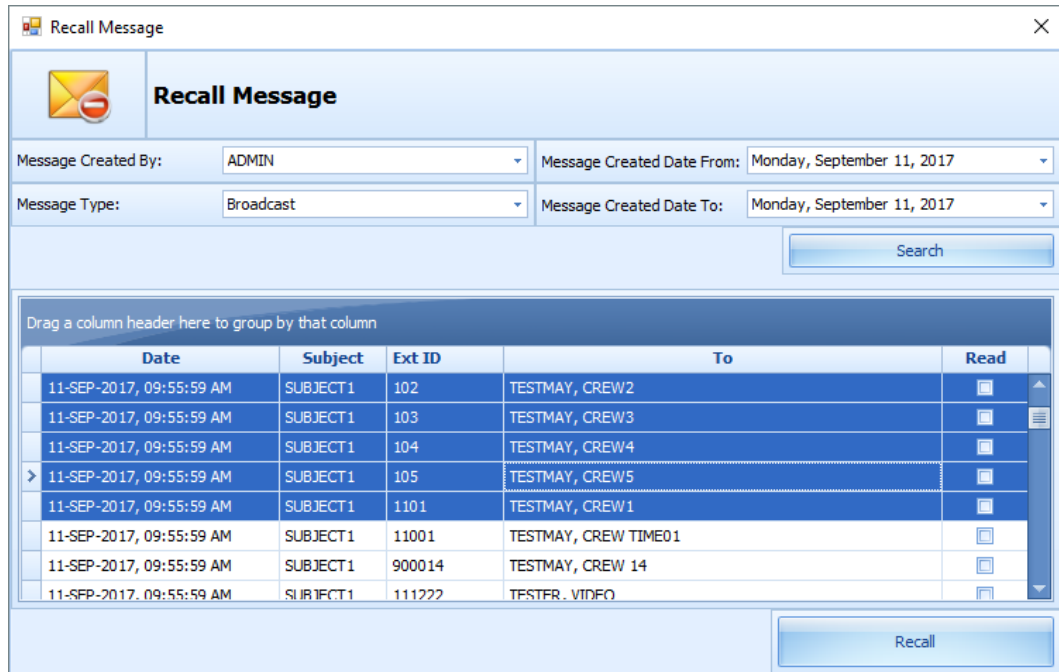 Recall Message
Recall Message
Message Created By: ADMIN Message Created Date From: Monday, September 11, 2017
Message Type: Broadcast Message Created Date To: Monday, September 11, 2017
Search
Drag a column header here to group by that column
Date Subject Ext ID To Read
11-SEP-2017, 09:55:59 AM SUBJECT1 102 TESTMAY, CREW2
11-SEP-2017, 09:55:59 AM SUBJECT1 103 TESTMAY, CREW3
11-SEP-2017, 09:55:59 AM SUBJECT1 104 TESTMAY, CREW4
11-SEP-2017, 09:55:59 AM SUBJECT1 105 TESTMAY, CREW5
11-SEP-2017, 09:55:59 AM SUBJECT1 1101 TESTMAY, CREW1
11-SEP-2017, 09:55:59 AM SUBJECT1 11001 TESTMAY, CREW TIME01
11-SEP-2017, 09:55:59 AM SUBJECT1 900014 TESTMAY, CREW 14
11-SEP-2017, 09:55:59 AM SUBJECT1 111222 TESTER, VIDEO
Recall